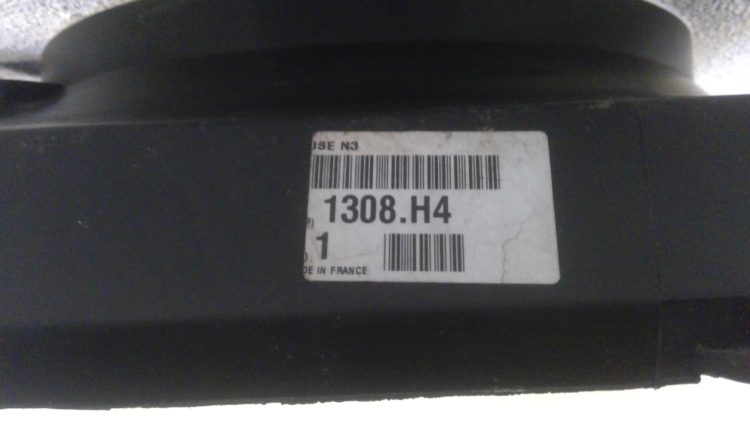 USE N3
1308.H4
1
DE IN FRANCE